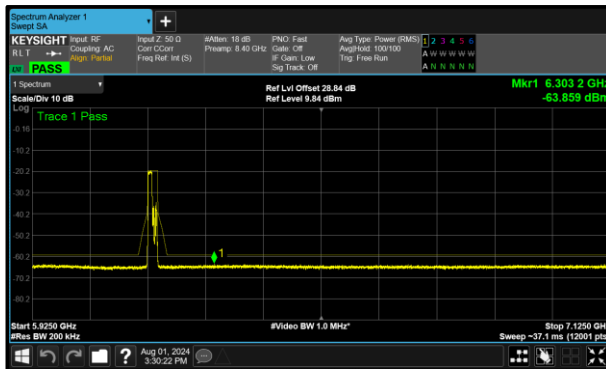 Spectrum Analyzer 1
Swept SA
KEYSIGHT
RLT
LW
PASS
Input: RF
Coupling: AC
Align: Partial
Input Z: 50 Ω
Corr CCorr
Freq Ref: Int (S)
#Atten: 18 dB
Preamp: 8.40 GHz
PNO: Fast
Gate: Off
IF Gain: Low
Sig Track: Off
Avg Type: Power (RMS)
Avg|Hold: 100/100
Trig: Free Run
1 2 3 4 5 6
A W W W W W
A N N N N N
1 Spectrum
Scale/Div 10 dB
Ref Lvl Offset 28.84 dB
Ref Level 9.84 dBm
Mkr1 6.303 2 GHz
-63.859 dBm
Log
Trace 1 Pass
-0.16
-10.2
-20.2
-30.2
-40.2
-50.2
-60.2
-70.2
-80.2
1
Start 5.9250 GHz
#Res BW 200 kHz
#Video BW 1.0 MHz*
Stop 7.1250 GHz
Sweep ~37.1 ms (12001 pts)
Aug 01, 2024
3:30:22 PM